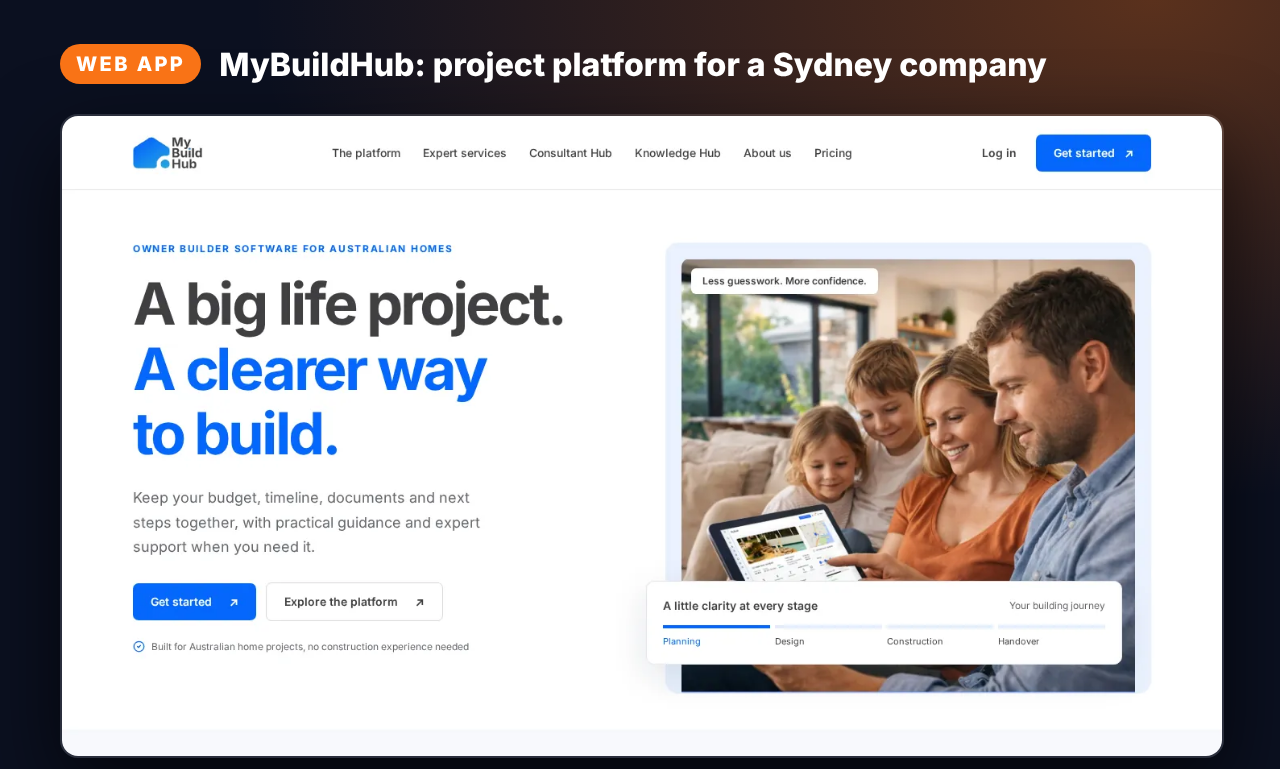 WEB APP
MyBuildHub: project platform for a Sydney company
My
Build
Hub
The platform
Expert services
Consultant Hub
Knowledge Hub
About us
Pricing
Log in
Get started
OWNER BUILDER SOFTWARE FOR AUSTRALIAN HOMES
A big life project.
A clearer way
to build.
Keep your budget, timeline, documents and next
steps together, with practical guidance and expert
support when you need it.
Get started
Explore the platform
Built for Australian home projects, no construction experience needed
Less guesswork. More confidence.
A little clarity at every stage
Your building journey
Planning
Design
Construction
Handover